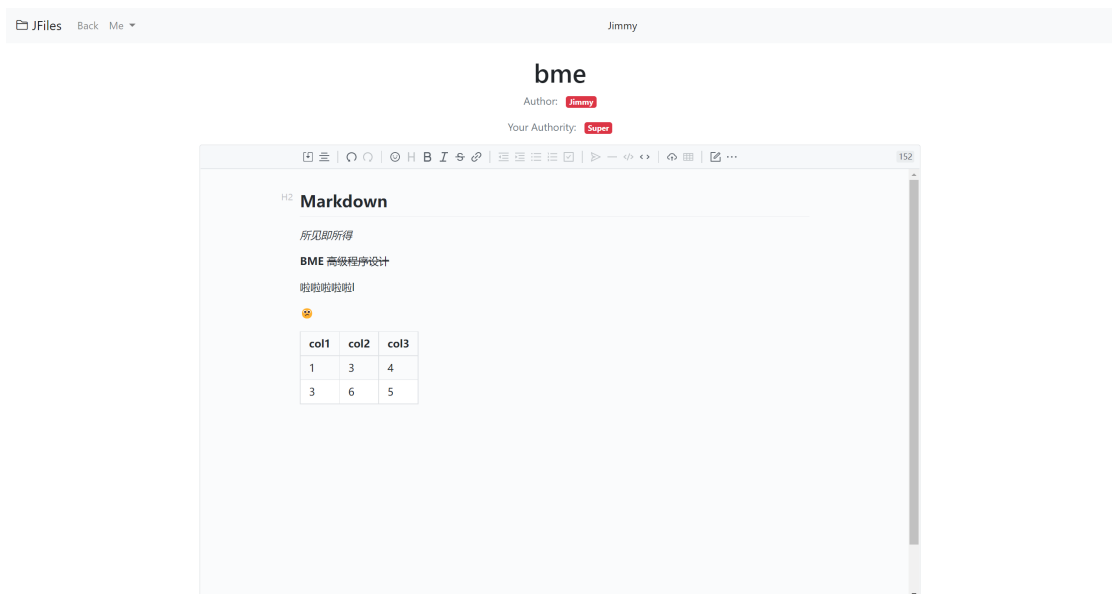 JFiles Back Me Jimmy
bme
Author: Jimmy
Your Authority: Super
152
H2 Markdown
所见即所得
BME 高级程序设计
啦啦啦啦啦l
col1 col2 col3
1 3 4
3 6 5